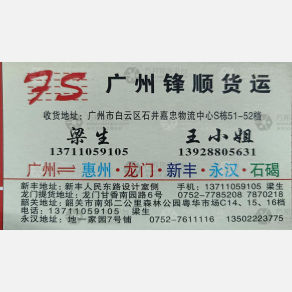 FS 广州锋顺货运
收货地址：广州市白云区石井嘉忠物流中心S栋51-52档
梁生 王小姐
13711059105 13928805631
广州⇌惠州·龙门·新丰·永汉·石碣
新丰地址：新丰人民东路设计室侧 手机：13711059105 梁生
龙门提货地址：龙门甘香南园路6号 0752-7785208 7870218
韶关地址：韶关市南郊二公里森林公园粤华市场C14、15、16档
电话：13711059105 梁生
永汉地址：地一家园7号铺 0752-7611116 13502223775